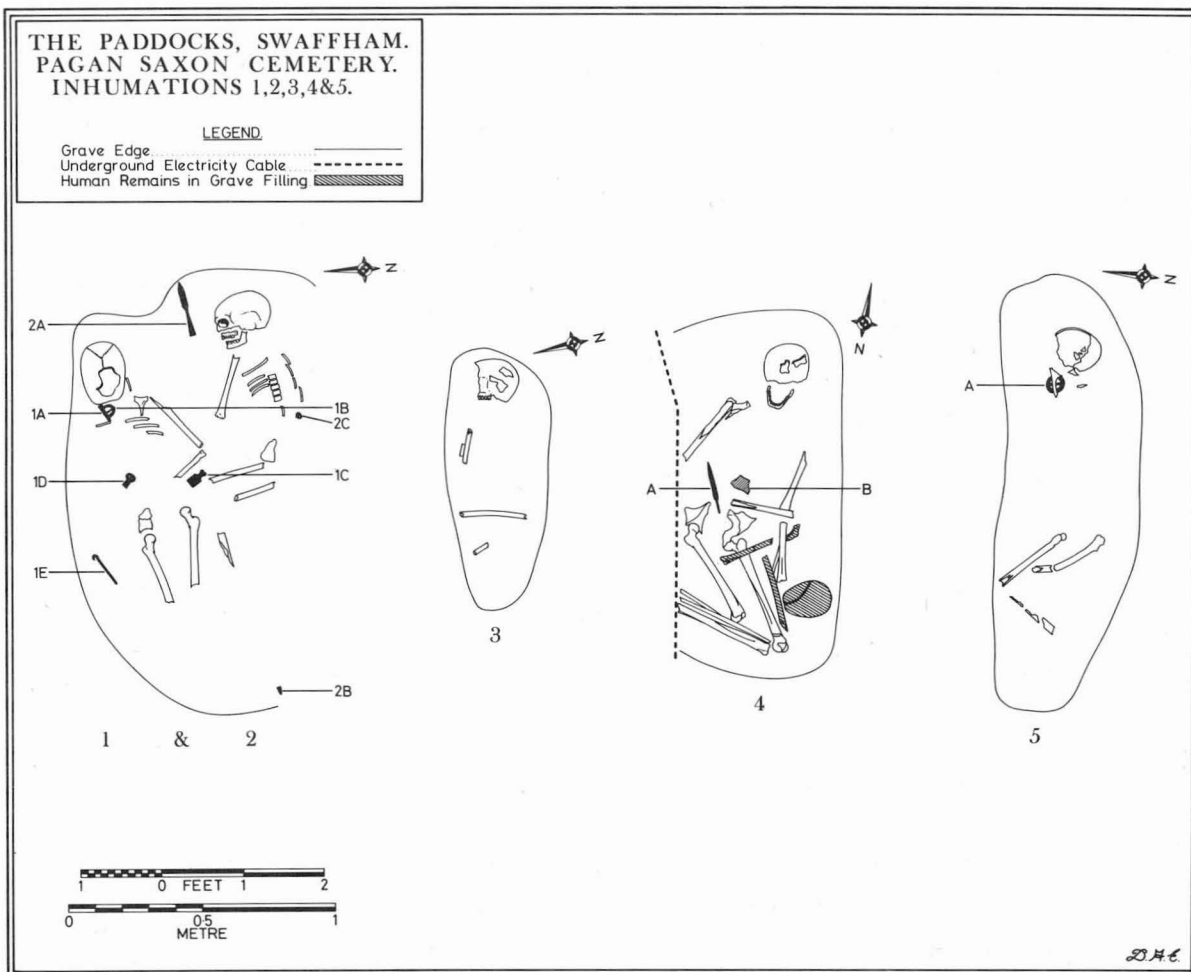 THE PADDOCKS, SWAFFHAM.
PAGAN SAXON CEMETERY.
INHUMATIONS 1,2,3,4&5.
LEGEND.
Grave Edge
Underground Electricity Cable
Human Remains in Grave Filling
N
2A
1A
1B
2C
1D
1C
1E
2B
1 & 2
N
3
N
A
B
4
N
A
5
1 0 FEET 1 2
0 0·5 1
METRE